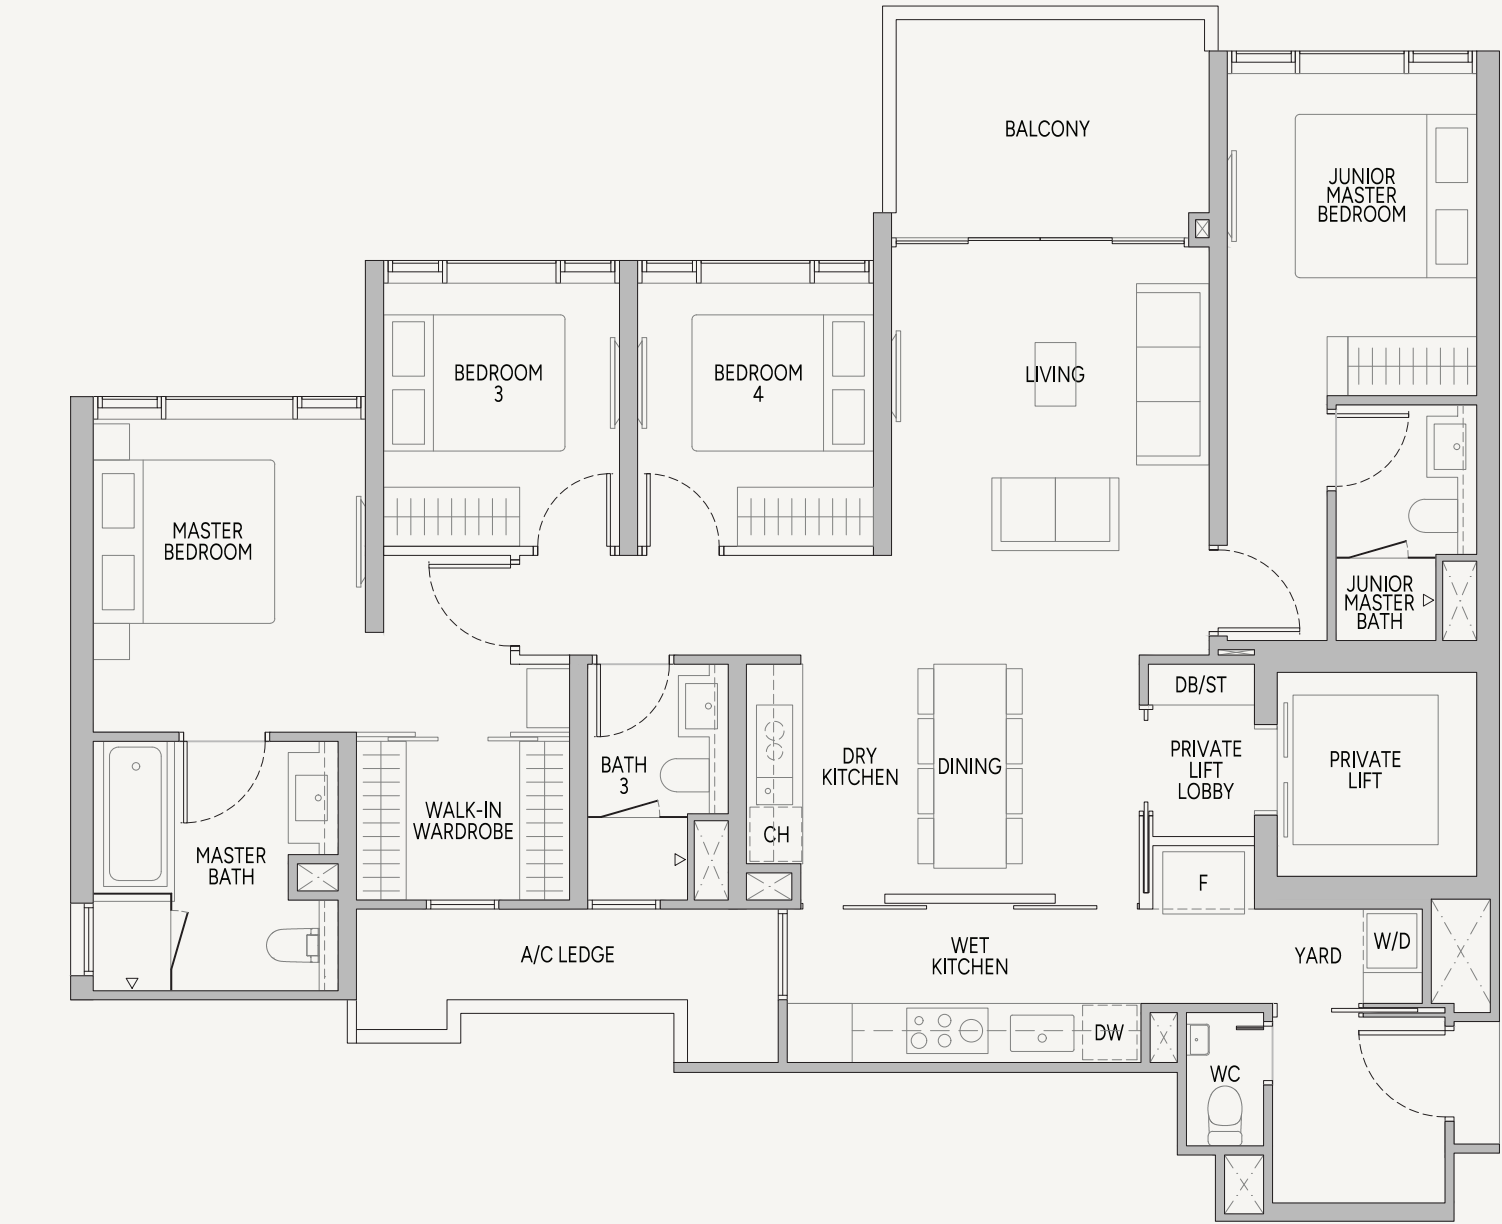 BALCONY
JUNIOR
MASTER
BEDROOM
BEDROOM
3
BEDROOM
4
LIVING
MASTER
BEDROOM
JUNIOR
MASTER
BATH
DB/ST
PRIVATE
LIFT
LOBBY
PRIVATE
LIFT
DRY
KITCHEN
DINING
BATH
3
WALK-IN
WARDROBE
CH
MASTER
BATH
F
A/C LEDGE
WET
KITCHEN
YARD
W/D
DW
WC